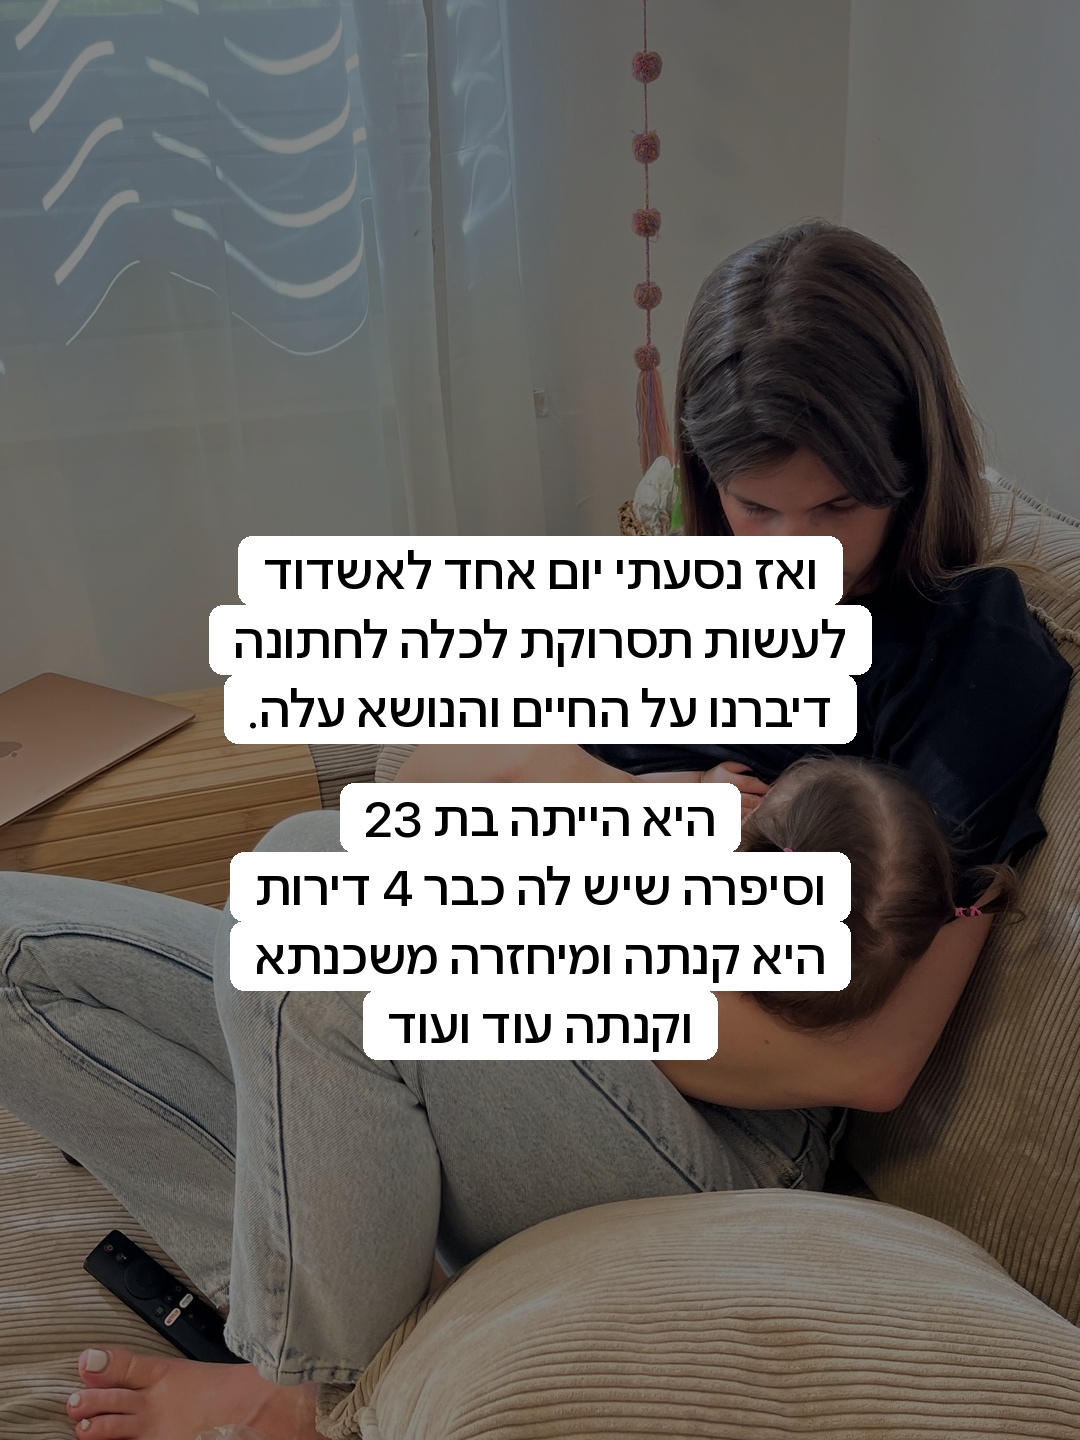 ואז נסעתי יום אחד לאשדוד
לעשות תסרוקת לכלה לחתונה
דיברנו על החיים והנושא עלה.
היא הייתה בת 23
וסיפרה שיש לה כבר 4 דירות
היא קנתה ומיחזרה משכנתא
וקנתה עוד ועוד